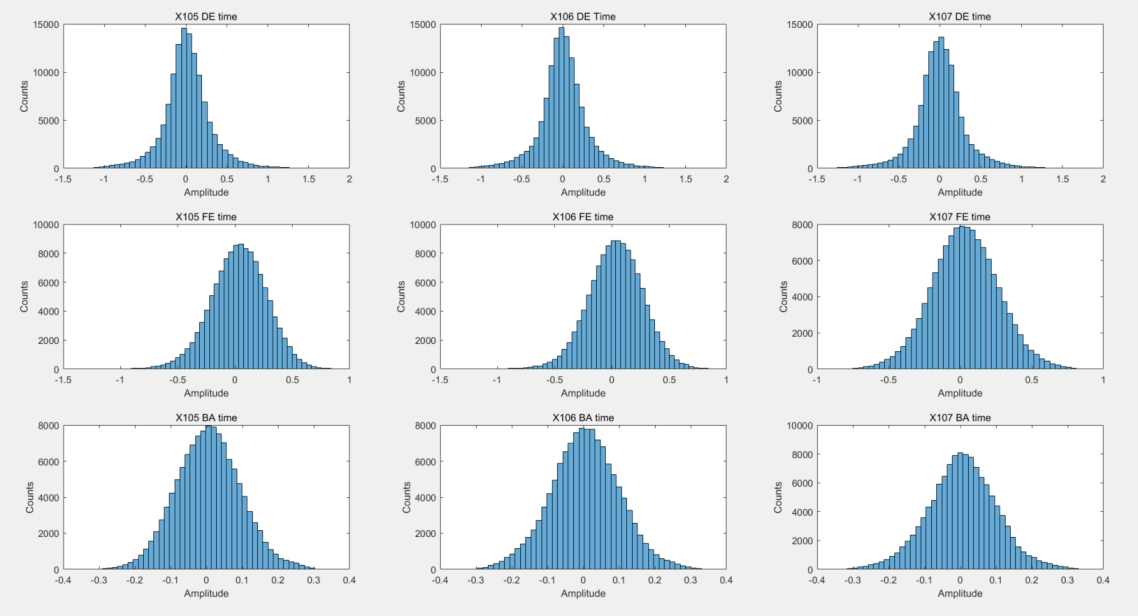 X105 DE time
X106 DE Time
X107 DE time
15000
10000
5000
0
Counts
-1.5 -1 -0.5 0 0.5 1 1.5 2
Amplitude
15000
10000
5000
0
Counts
-1.5 -1 -0.5 0 0.5 1 1.5 2
Amplitude
15000
10000
5000
0
Counts
-1.5 -1 -0.5 0 0.5 1 1.5 2
Amplitude
X105 FE time
X106 FE time
X107 FE time
10000
8000
6000
4000
2000
0
Counts
-1.5 -1 -0.5 0 0.5 1
Amplitude
10000
8000
6000
4000
2000
0
Counts
-1.5 -1 -0.5 0 0.5 1
Amplitude
8000
6000
4000
2000
0
Counts
-1 -0.5 0 0.5 1
Amplitude
X105 BA time
X106 BA time
X107 BA time
8000
6000
4000
2000
0
Counts
-0.4 -0.3 -0.2 -0.1 0 0.1 0.2 0.3 0.4
Amplitude
8000
6000
4000
2000
0
Counts
-0.4 -0.3 -0.2 -0.1 0 0.1 0.2 0.3 0.4
Amplitude
10000
8000
6000
4000
2000
0
Counts
-0.4 -0.3 -0.2 -0.1 0 0.1 0.2 0.3 0.4
Amplitude